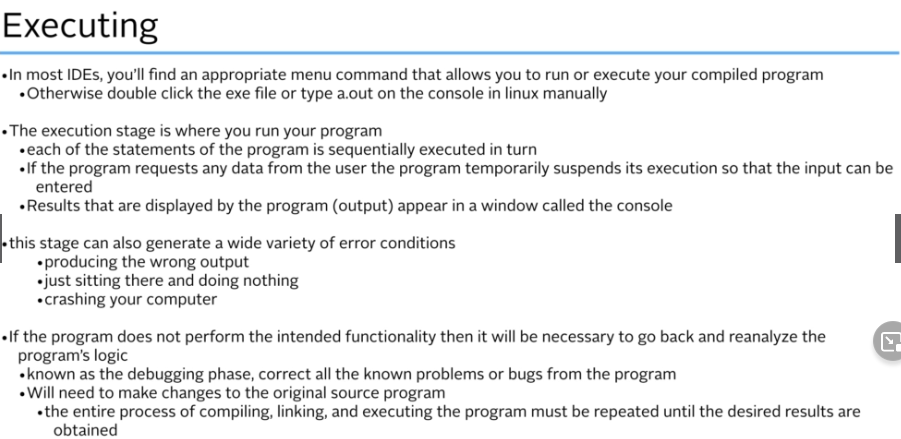 Executing
•In most IDEs, you'll find an appropriate menu command that allows you to run or execute your compiled program
•Otherwise double click the exe file or type a.out on the console in linux manually
•The execution stage is where you run your program
•each of the statements of the program is sequentially executed in turn
•If the program requests any data from the user the program temporarily suspends its execution so that the input can be
entered
•Results that are displayed by the program (output) appear in a window called the console
•this stage can also generate a wide variety of error conditions
•producing the wrong output
•just sitting there and doing nothing
•crashing your computer
•If the program does not perform the intended functionality then it will be necessary to go back and reanalyze the
program's logic
•known as the debugging phase, correct all the known problems or bugs from the program
•Will need to make changes to the original source program
•the entire process of compiling, linking, and executing the program must be repeated until the desired results are
obtained